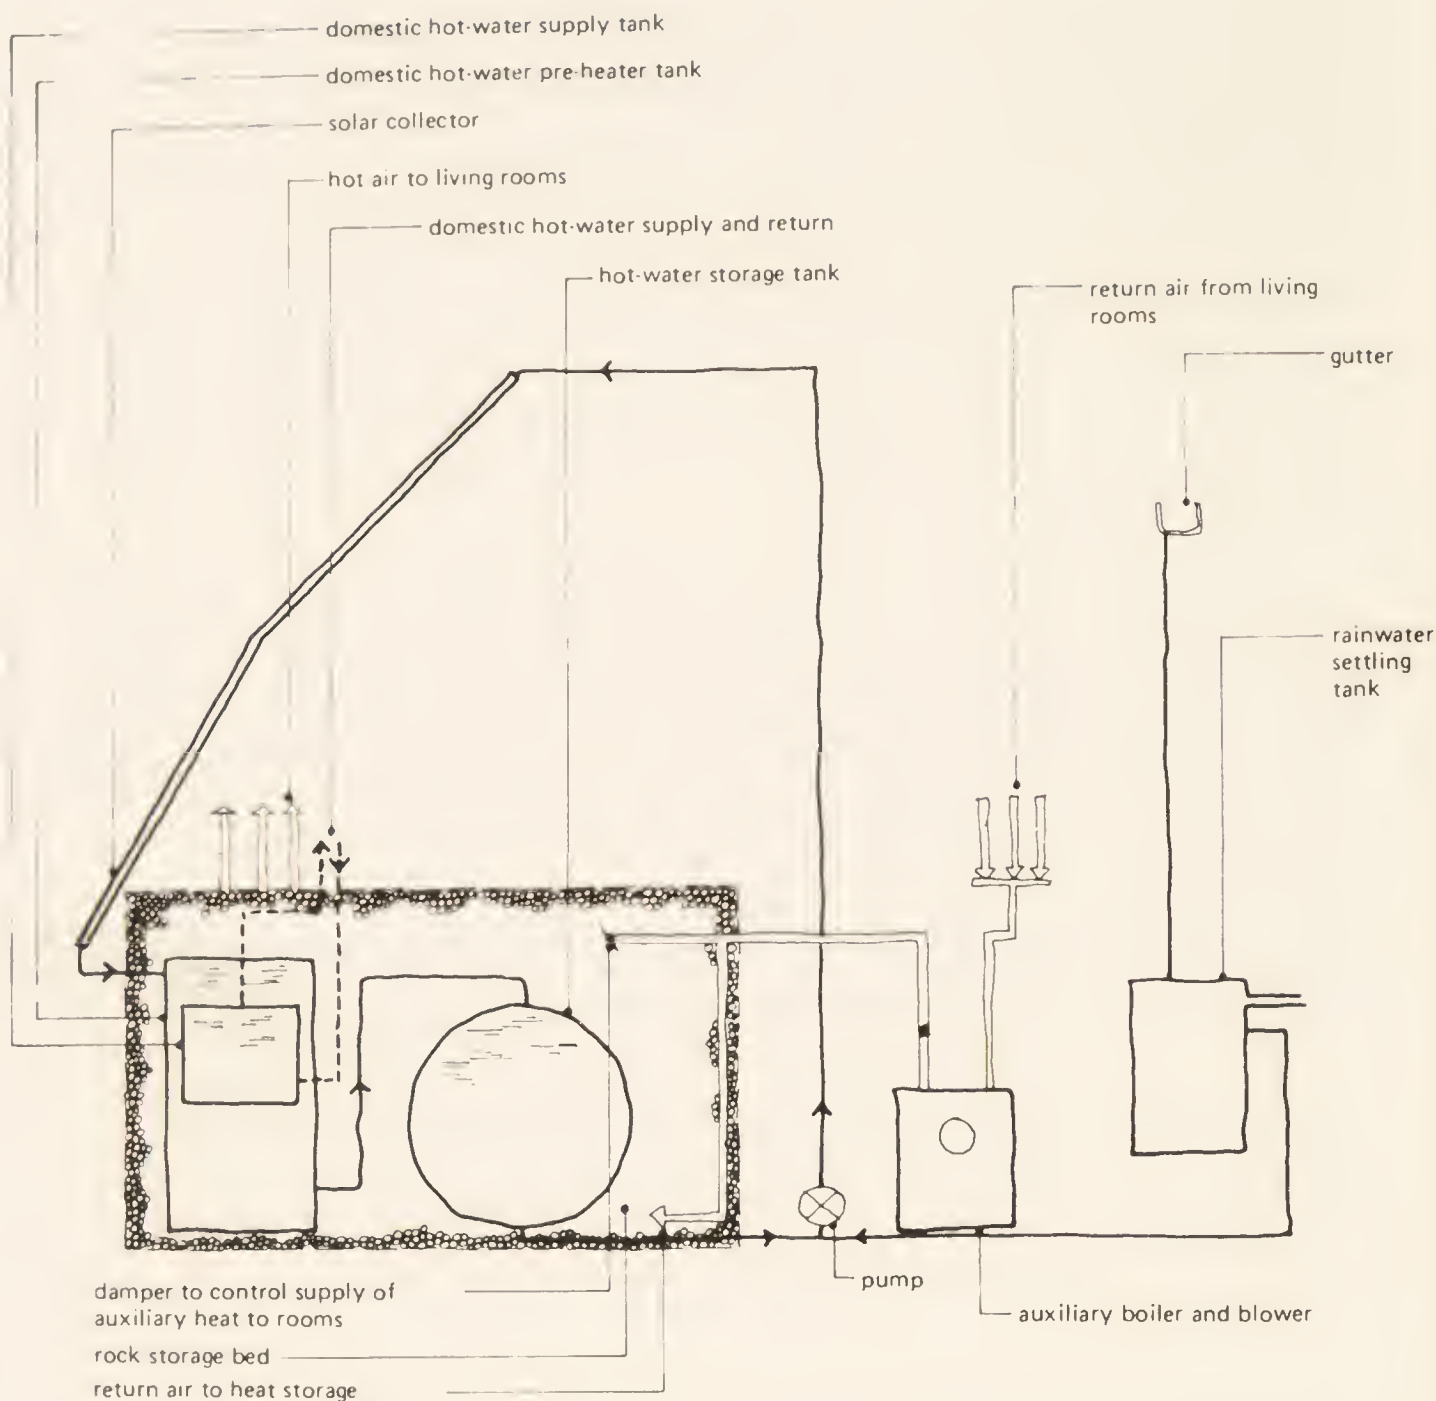 domestic hot-water supply tank
domestic hot-water pre-heater tank
solar collector
hot air to living rooms
domestic hot-water supply and return
hot-water storage tank
return air from living
rooms
gutter
rainwater
settling
tank
damper to control supply of
auxiliary heat to rooms
rock storage bed
return air to heat storage
pump
auxiliary boiler and blower